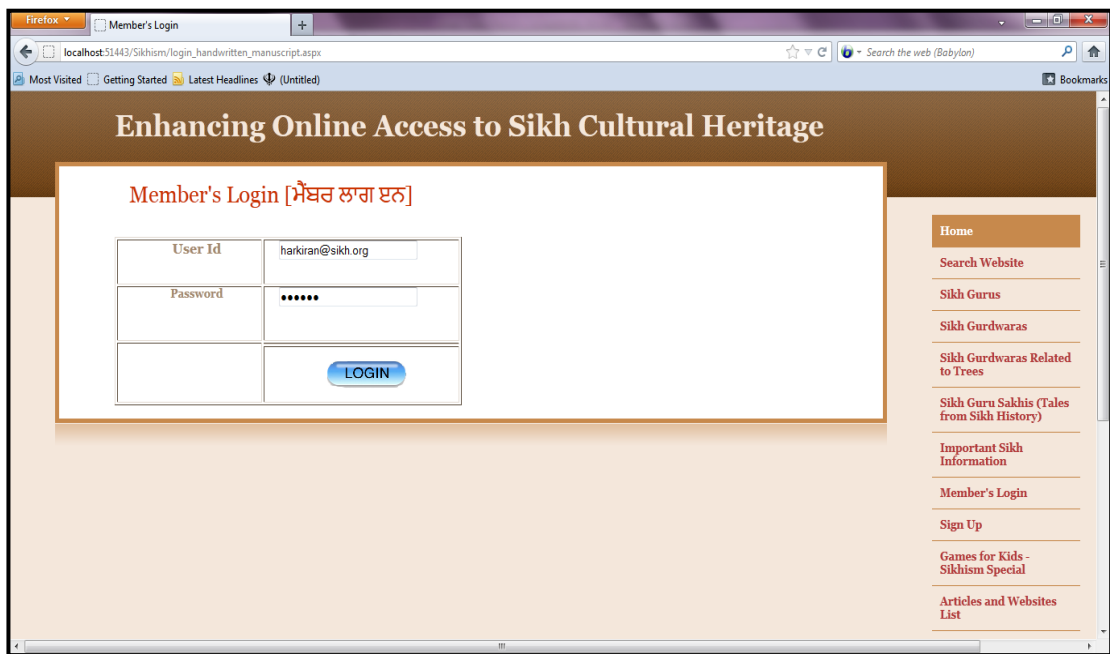 Firefox
Member's Login
+
localhost:51443/Sikhism/login_handwritten_manuscript.aspx
Search the web (Babylon)
Most Visited Getting Started Latest Headlines (Untitled)
Bookmarks
Enhancing Online Access to Sikh Cultural Heritage
Member's Login [ਮੈਂਬਰ ਲਾਗ ਏਨ]
User Id
harkiran@sikh.org
Password
••••••
LOGIN
Home
Search Website
Sikh Gurus
Sikh Gurdwaras
Sikh Gurdwaras Related
to Trees
Sikh Guru Sakhis (Tales
from Sikh History)
Important Sikh
Information
Member's Login
Sign Up
Games for Kids -
Sikhism Special
Articles and Websites
List